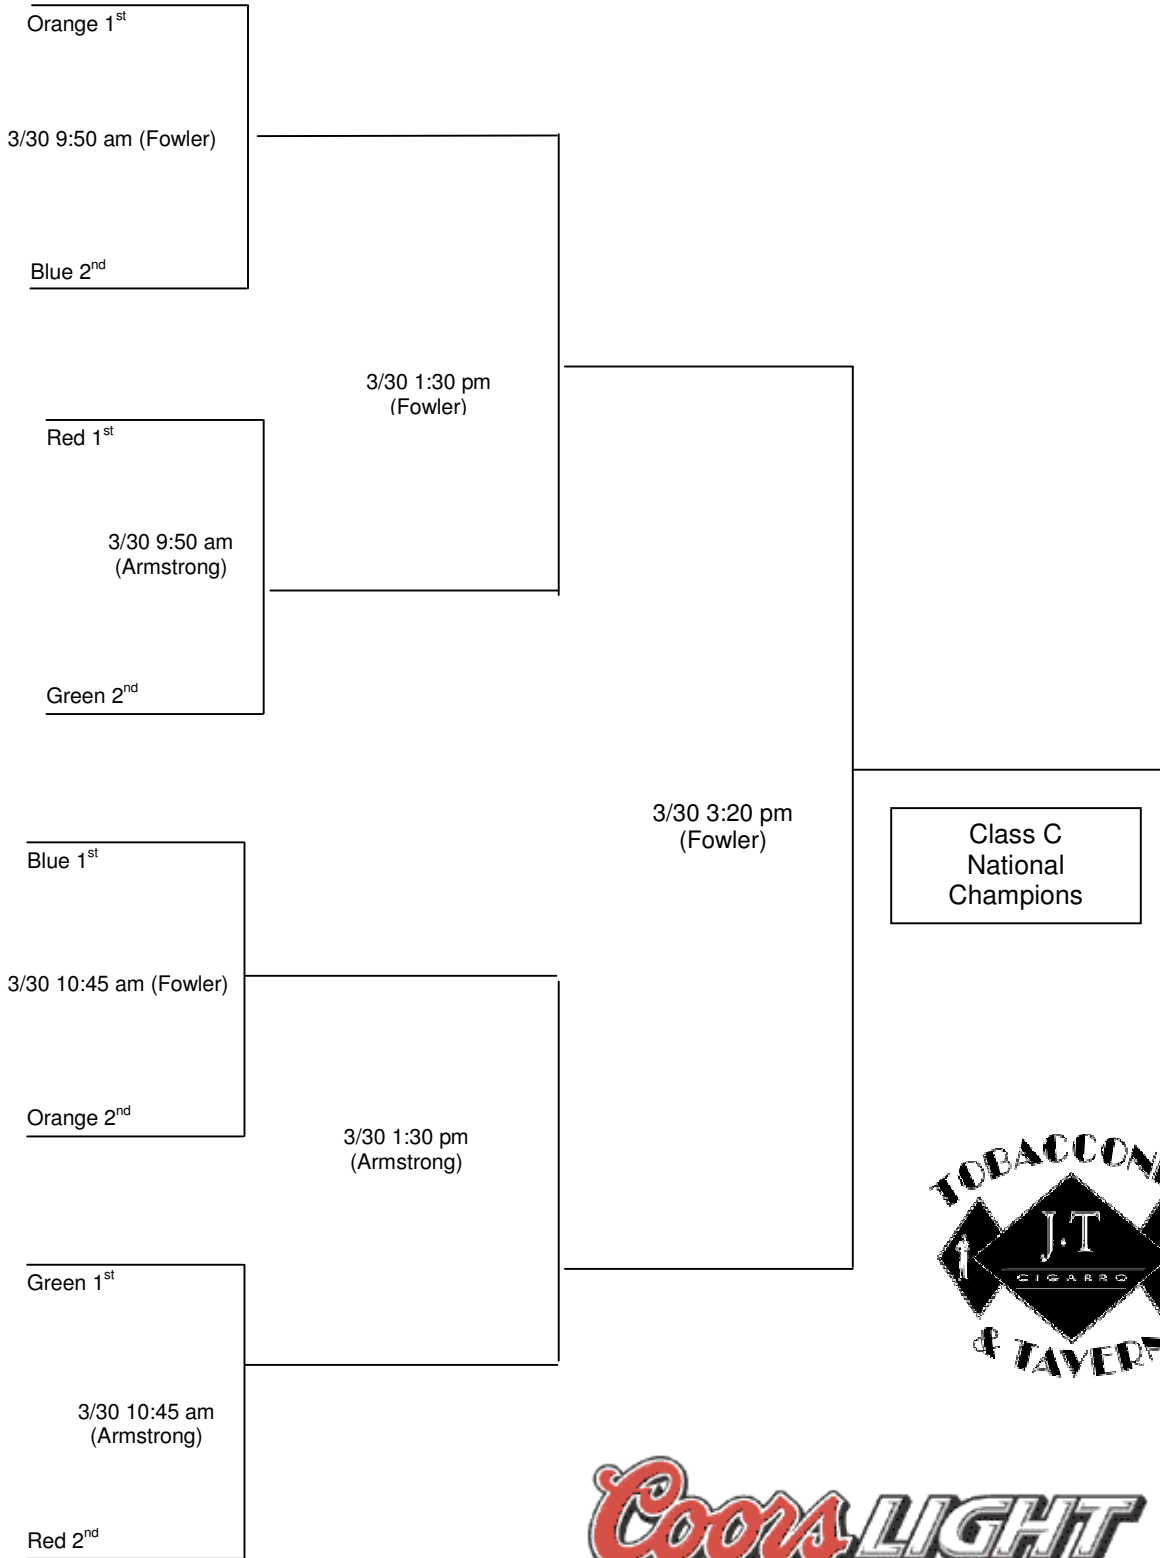 Orange 1st
3/30 9:50 am (Fowler)
Blue 2nd
3/30 1:30 pm
(Fowler)
Red 1st
3/30 9:50 am
(Armstrong)
Green 2nd
3/30 3:20 pm
(Fowler)
Class C
National
Champions
Blue 1st
3/30 10:45 am (Fowler)
Orange 2nd
3/30 1:30 pm
(Armstrong)
Green 1st
3/30 10:45 am
(Armstrong)
Red 2nd
J.T
CIGARRO
& TAVERN
Coors LIGHT